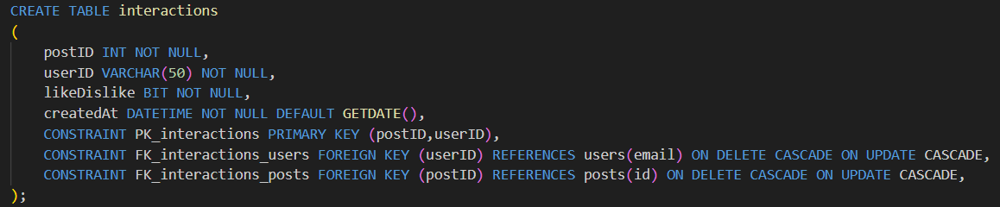 CREATE TABLE interactions
(
    postID INT NOT NULL,
    userID VARCHAR(50) NOT NULL,
    likeDislike BIT NOT NULL,
    createdAt DATETIME NOT NULL DEFAULT GETDATE(),
    CONSTRAINT PK_interactions PRIMARY KEY (postID,userID),
    CONSTRAINT FK_interactions_users FOREIGN KEY (userID) REFERENCES users(email) ON DELETE CASCADE ON UPDATE CASCADE,
    CONSTRAINT FK_interactions_posts FOREIGN KEY (postID) REFERENCES posts(id) ON DELETE CASCADE ON UPDATE CASCADE,
);